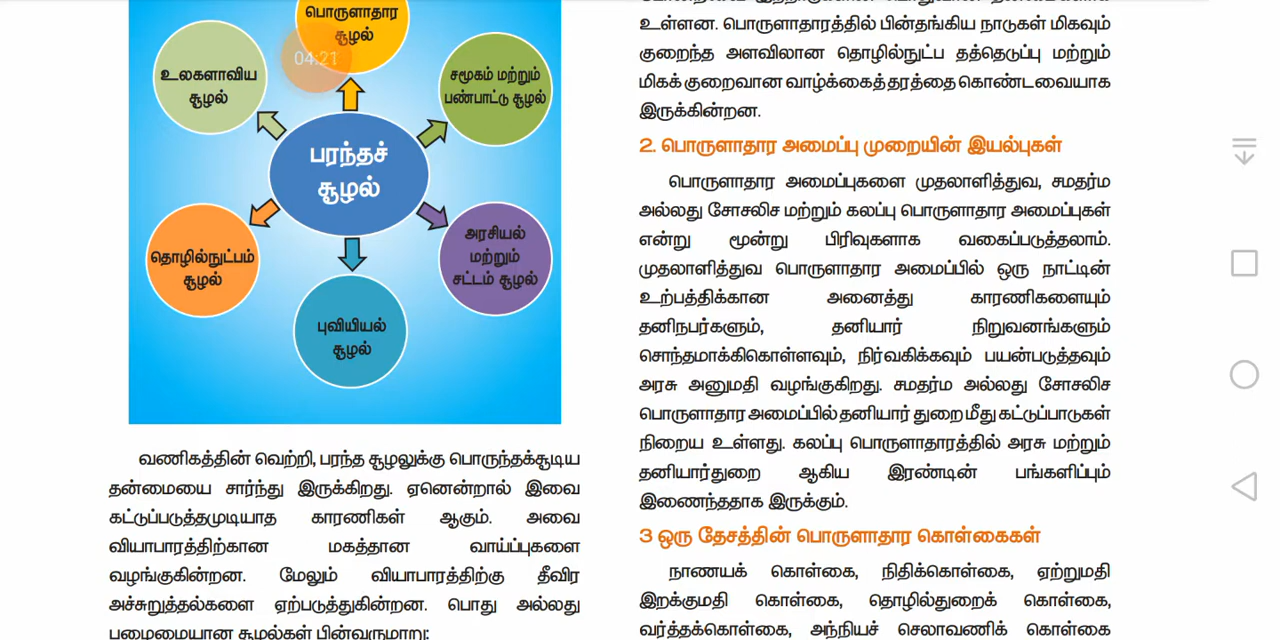 பொருளாதார
சூழல்
04:21
உலகளாவிய
சூழல்
சமூகம் மற்றும்
பண்பாட்டு சூழல்
பரந்தச்
சூழல்
தொழில்நுட்பம்
சூழல்
அரசியல்
மற்றும்
சட்டம் சூழல்
புவியியல்
சூழல்
வணிகத்தின் வெற்றி, பரந்த சூழலுக்கு பொருந்தக்கூடிய
தன்மையை சார்ந்து இருக்கிறது. ஏனென்றால் இவை
கட்டுப்படுத்தமுடியாத காரணிகள் ஆகும். அவை
வியாபாரத்திற்கான மகத்தான வாய்ப்புகளை
வழங்குகின்றன. மேலும் வியாபாரத்திற்கு தீவிர
அச்சுறுத்தல்களை ஏற்படுத்துகின்றன. பொது அல்லது
பழைமையான சூழல்கள் பின்வருமாறு:
உள்ளன. பொருளாதாரத்தில் பின்தங்கிய நாடுகள் மிகவும்
குறைந்த அளவிலான தொழில்நுட்ப தத்தெடுப்பு மற்றும்
மிகக் குறைவான வாழ்க்கைத் தரத்தை கொண்டவையாக
இருக்கின்றன.
2. பொருளாதார அமைப்பு முறையின் இயல்புகள்
பொருளாதார அமைப்புகளை முதலாளித்துவ, சமதர்ம
அல்லது சோசலிச மற்றும் கலப்பு பொருளாதார அமைப்புகள்
என்று மூன்று பிரிவுகளாக வகைப்படுத்தலாம்.
முதலாளித்துவ பொருளாதார அமைப்பில் ஒரு நாட்டின்
உற்பத்திக்கான அனைத்து காரணிகளையும்
தனிநபர்களும், தனியார் நிறுவனங்களும்
சொந்தமாக்கிகொள்ளவும், நிர்வகிக்கவும் பயன்படுத்தவும்
அரசு அனுமதி வழங்குகிறது. சமதர்ம அல்லது சோசலிச
பொருளாதார அமைப்பில் தனியார் துறை மீது கட்டுப்பாடுகள்
நிறைய உள்ளது. கலப்பு பொருளாதாரத்தில் அரசு மற்றும்
தனியார்துறை ஆகிய இரண்டின் பங்களிப்பும்
இணைந்ததாக இருக்கும்.
3 ஒரு தேசத்தின் பொருளாதார கொள்கைகள்
நாணயக் கொள்கை, நிதிக்கொள்கை, ஏற்றுமதி
இறக்குமதி கொள்கை, தொழில்துறைக் கொள்கை,
வர்த்தக்கொள்கை, அந்நியச் செலாவணிக் கொள்கை